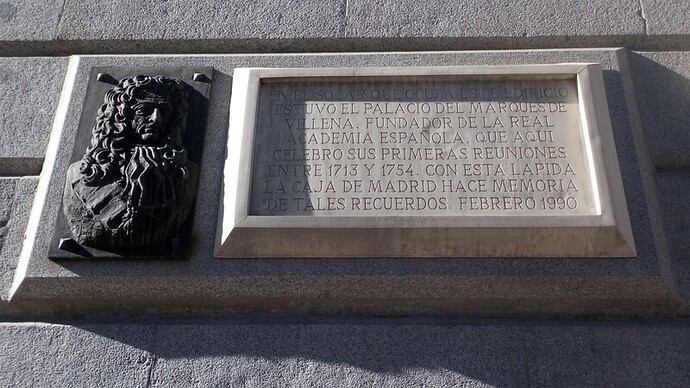 EN EL SOLAR QUE OCUPA ESTE EDIFICIO
ESTUVO EL PALACIO DEL MARQUES DE
VILLENA, FUNDADOR DE LA REAL
ACADEMIA ESPAÑOLA, QUE AQUI
CELEBRO SUS PRIMERAS REUNIONES
ENTRE 1713 Y 1754. CON ESTA LAPIDA
LA CAJA DE MADRID HACE MEMORIA
DE TALES RECUERDOS. FEBRERO 1990